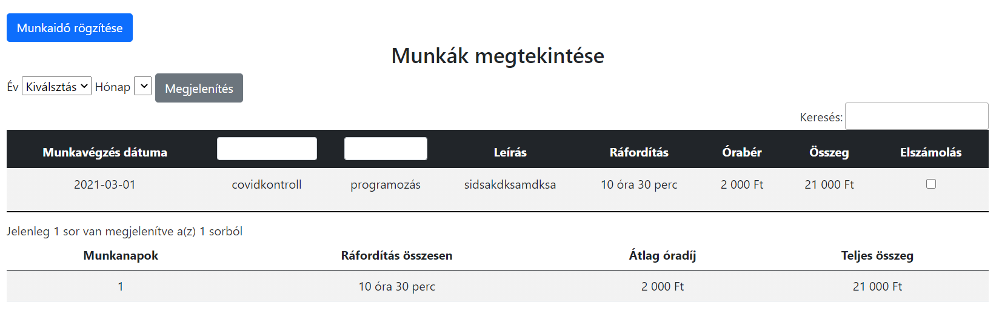 Munkaidő rögzítése
Munkák megtekintése
Év Kiválsztás Hónap Megjelenítés
Keresés:
Munkavégzés dátuma Leírás Ráfordítás Órabér Összeg Elszámolás
2021-03-01 covidkontroll programozás sidsakdksamdksa 10 óra 30 perc 2 000 Ft 21 000 Ft
Jelenleg 1 sor van megjelenítve a(z) 1 sorból
Munkanapok Ráfordítás összesen Átlag óradíj Teljes összeg
1 10 óra 30 perc 2 000 Ft 21 000 Ft